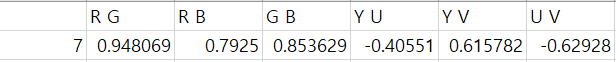 R G R B G B Y U Y V U V
7 0.948069 0.7925 0.853629 -0.40551 0.615782 -0.62928